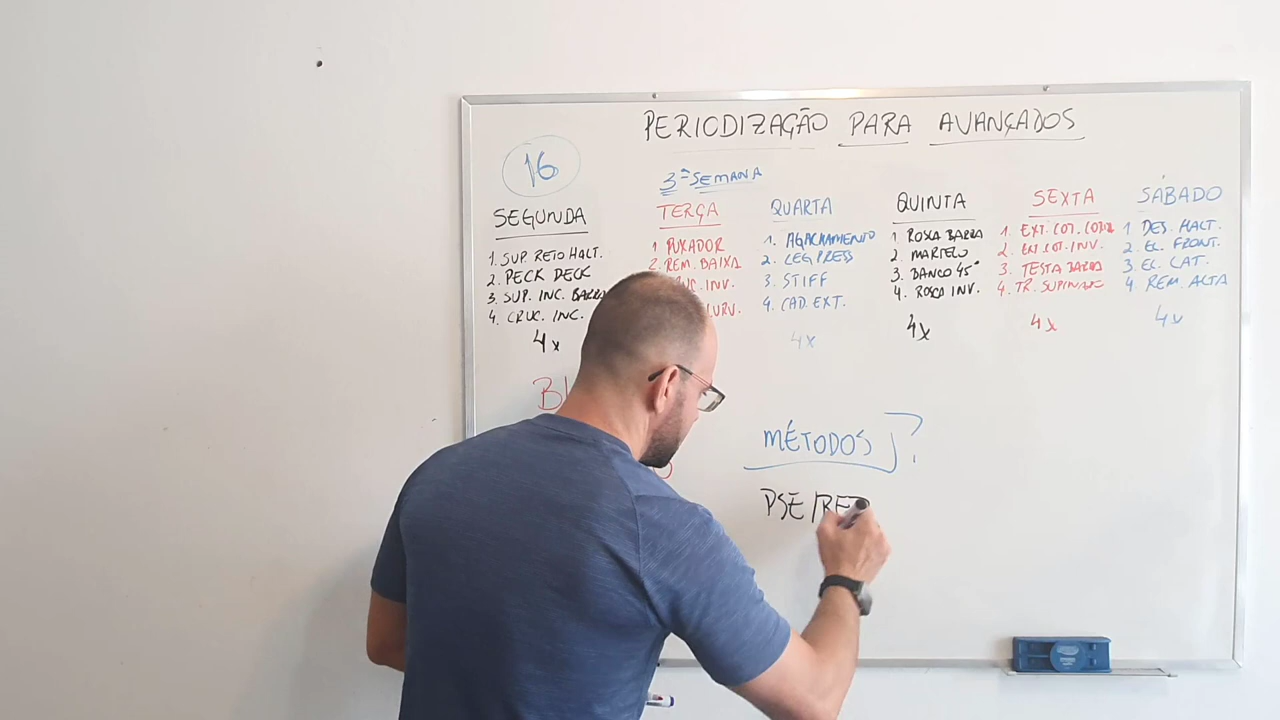 PERIODIZAÇÃO PARA AVANÇADOS
16
3ª SEMANA
SEGUNDA
1. SUP RETO HALT.
2. PECK DECK
3. SUP. INC. BARRA
4. CRUC. INC.
4x
TERÇA
1 PUXADOR
2. REM. BAIXA
INV.
QUARTA
1. AGACHAMENTO
2. LEG PRESS
3. STIFF
4. CAD. EXT.
4x
QUINTA
1 ROSCA BARRA
2. MARTELO
3. BANCO 45°
4. ROSCA INV.
4x
SEXTA
1. EXT. COT. CORDA
2. EXT. COT. INV.
3. TESTA BARRA
4. TR. SUPINADO
4x
SÁBADO
1 DES. HALT.
2. EL. FRONT.
3. EL. CAT.
4. REM. ALTA
4x
MÉTODOS?
PSE/REP